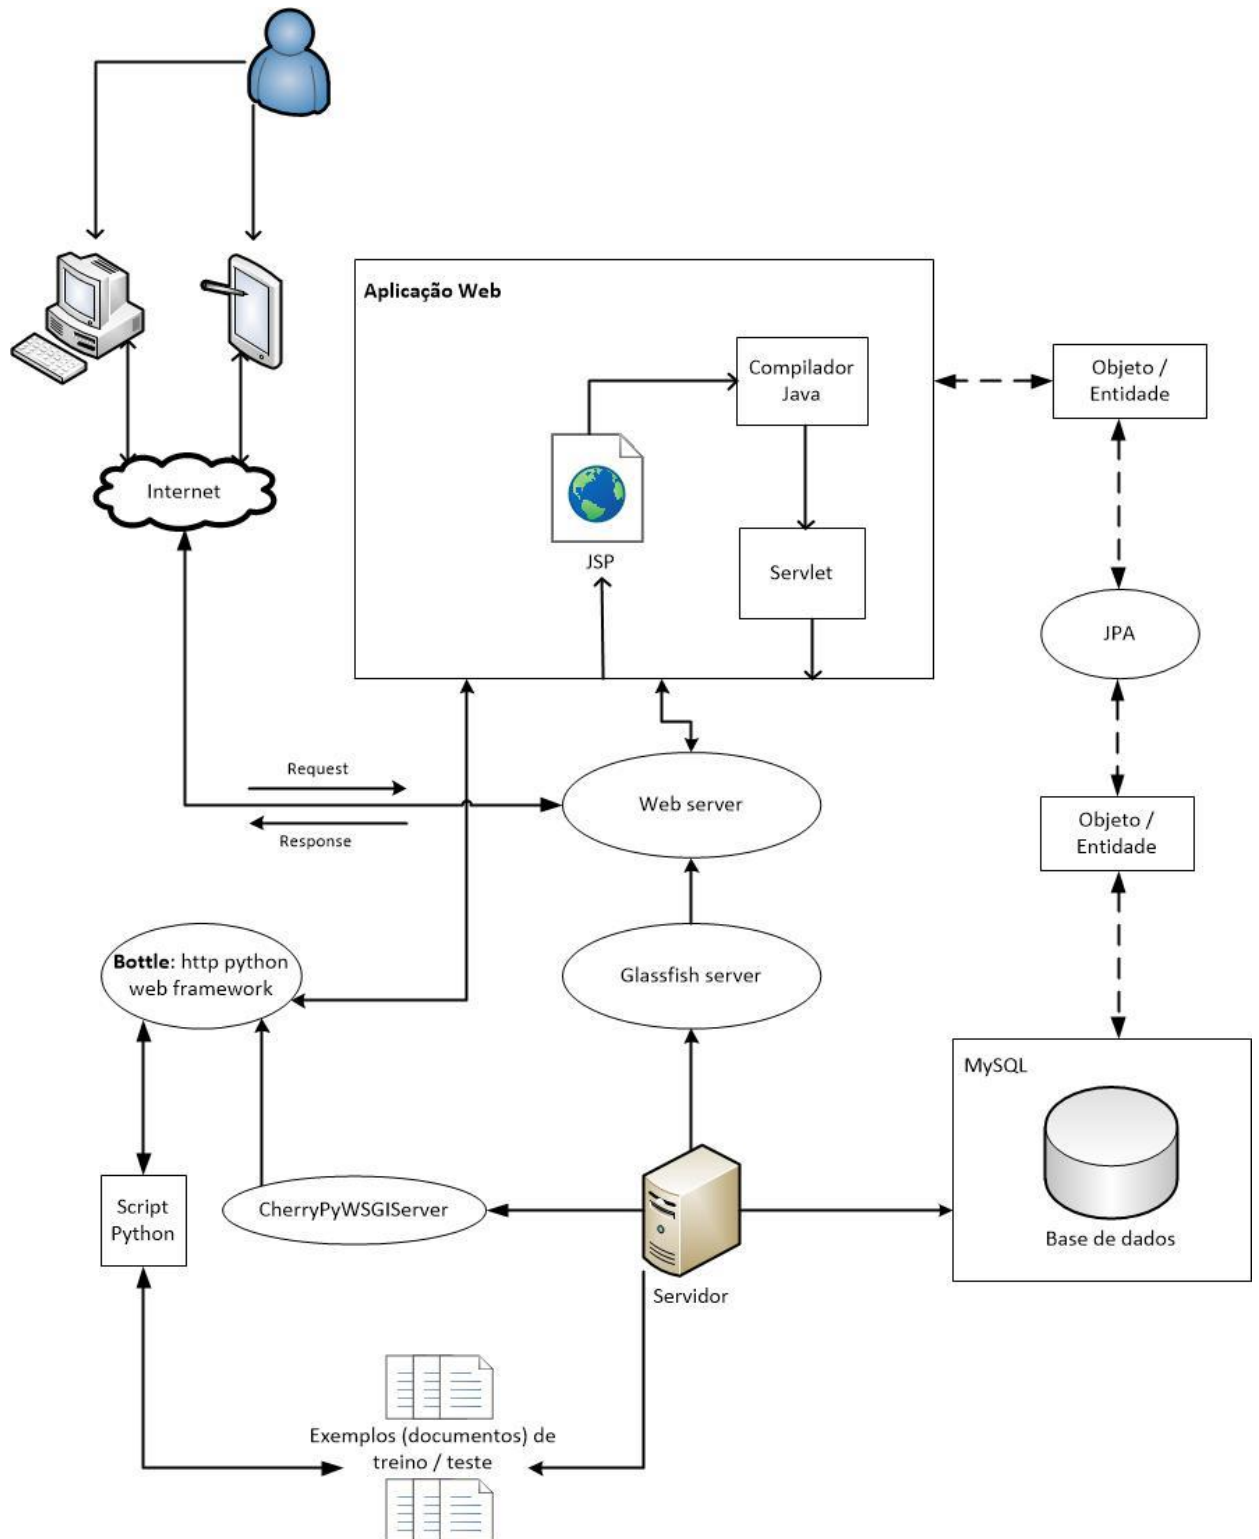 Aplicação Web
Compilador
Java
Objeto /
Entidade
Internet
JSP
Servlet
JPA
Request
Web server
Response
Objeto /
Entidade
Bottle: http python
web framework
Glassfish server
MySQL
Script
Python
CherryPyWSGIServer
Base de dados
Servidor
Exemplos (documentos) de
treino / teste